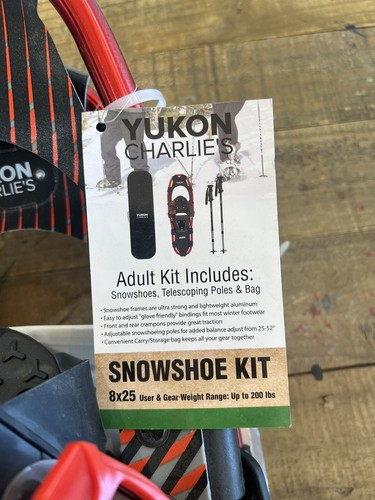 YUKON
CHARLIE'S
YUKON
CHARLIE'S
YUKON
Adult Kit Includes:
Snowshoes, Telescoping Poles & Bag
• Snowshoe frames are ultra strong and lightweight aluminum
• Easy to adjust "glove friendly" bindings fit most winter footwear
• Front and rear crampons provide great traction
• Adjustable snowshoeing poles for added balance adjust from 25-52"
• Convenient Carry/Storage bag keeps all your gear together
SNOWSHOE KIT
8x25 User & Gear Weight Range: Up to 200 lbs